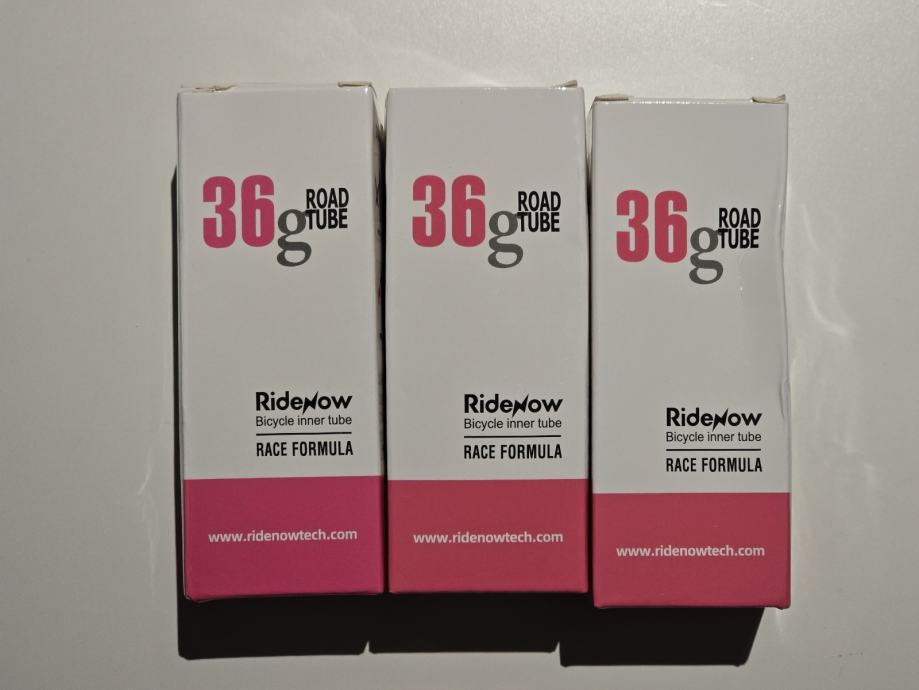 36g ROAD TUBE
RideNow
Bicycle inner tube
RACE FORMULA
www.ridenowtech.com
36g ROAD TUBE
RideNow
Bicycle inner tube
RACE FORMULA
www.ridenowtech.com
36g ROAD TUBE
RideNow
Bicycle inner tube
RACE FORMULA
www.ridenowtech.com